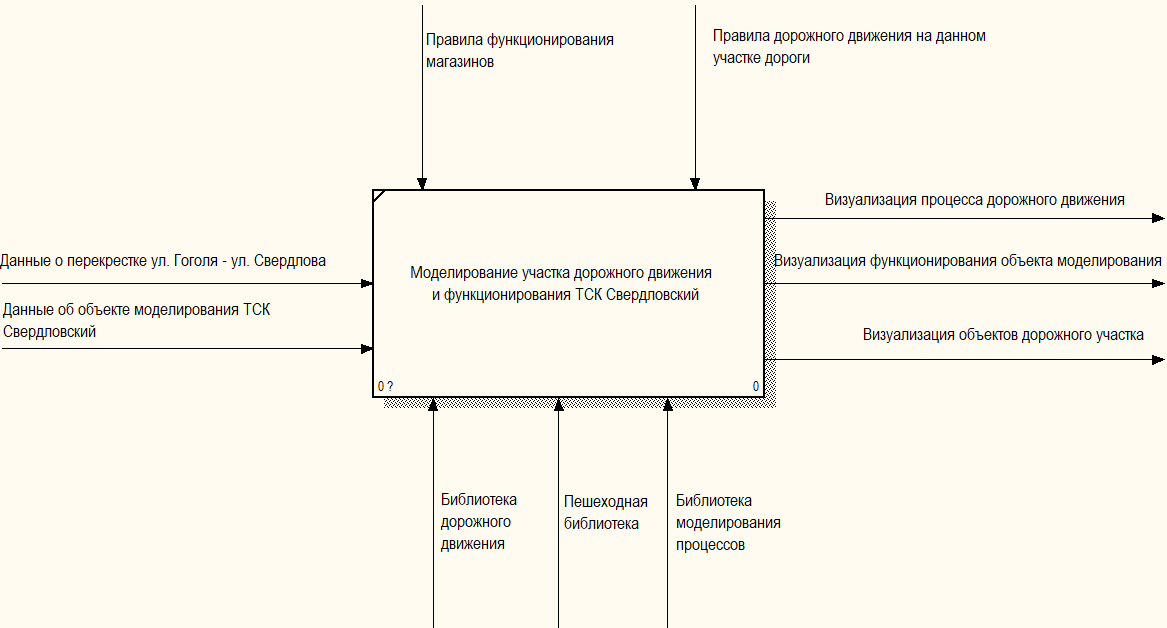 Правила функционирования
магазинов
Правила дорожного движения на данном
участке дороги
Данные о перекрестке ул. Гоголя - ул. Свердлова
Данные об объекте моделирования ТСК
Свердловский
Моделирование участка дорожного движения
и функционирования ТСК Свердловский
0 ?
0
Визуализация процесса дорожного движения
Визуализация функционирования объекта моделирования
Визуализация объектов дорожного участка
Библиотека
дорожного
движения
Пешеходная
библиотека
Библиотека
моделирования
процессов